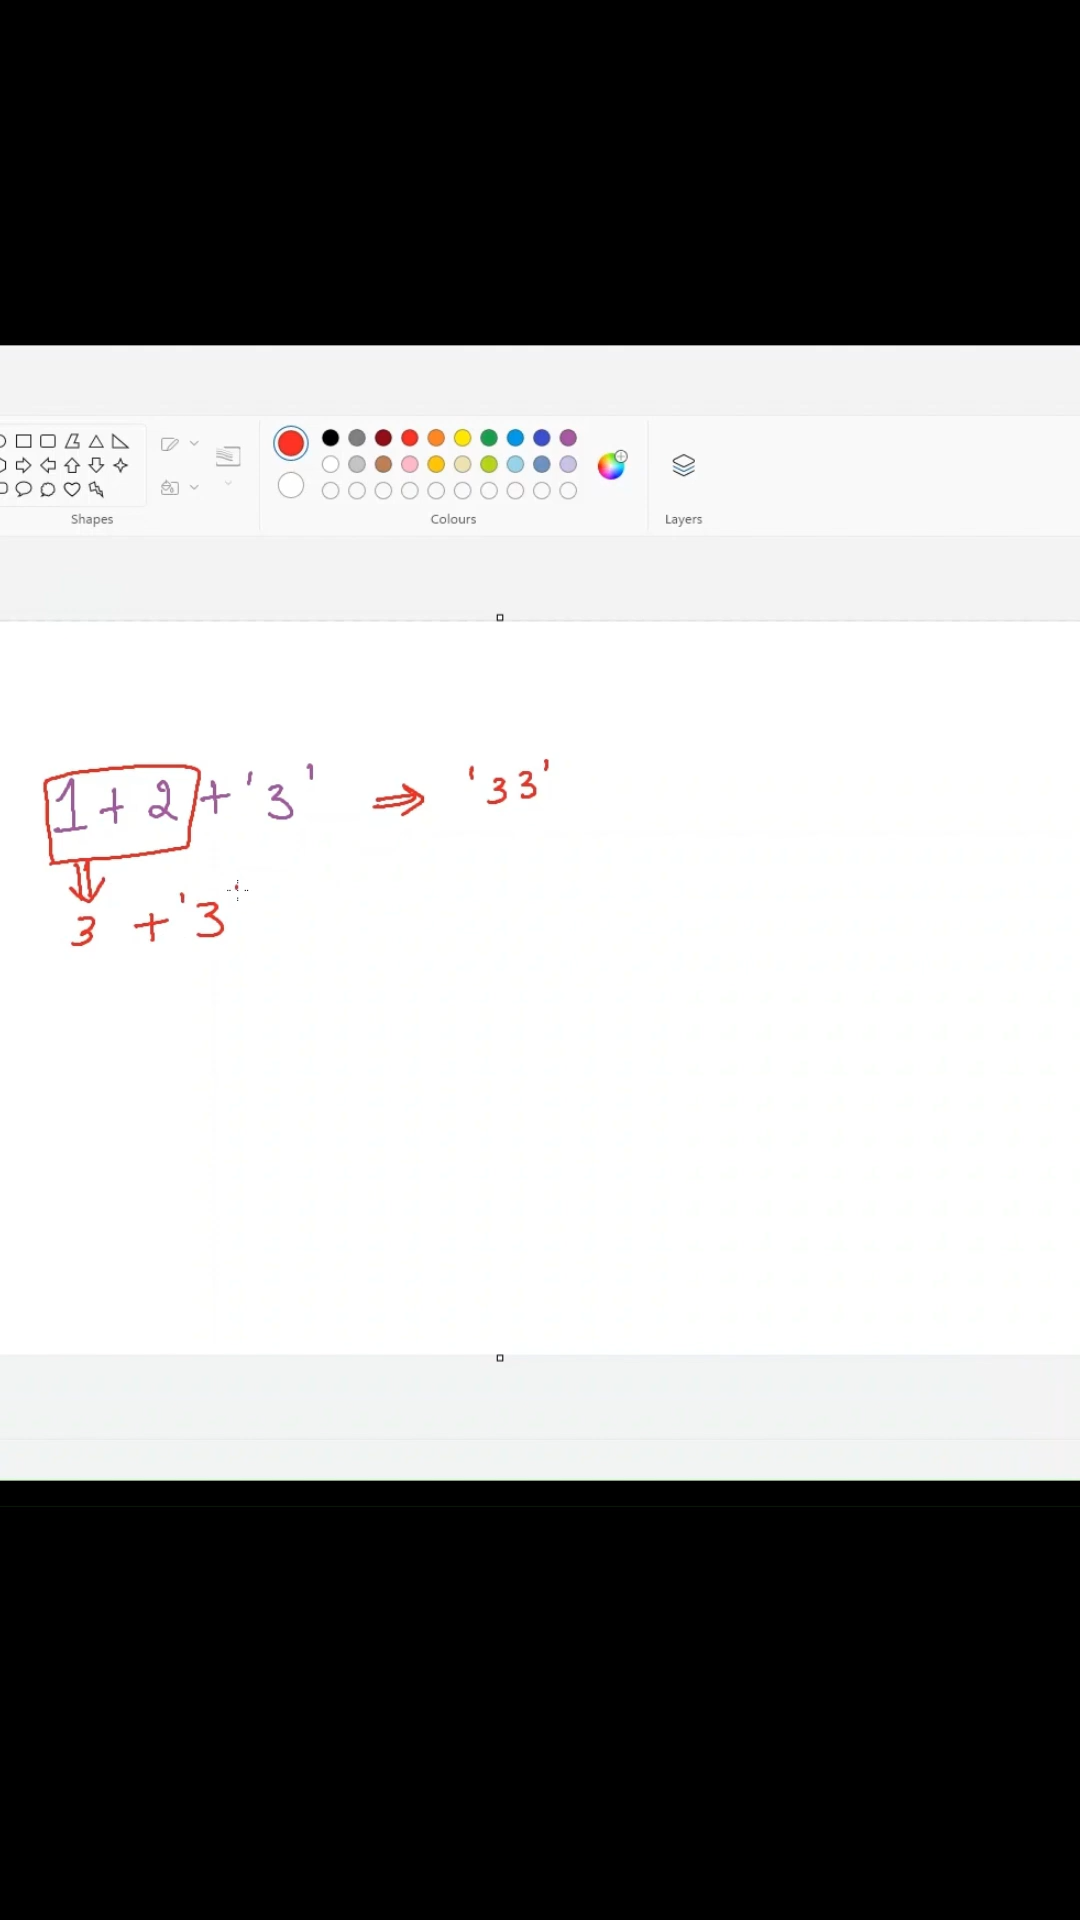 Shapes
Colours
Layers
1 + 2 + '3' ⇒ '33'
3 + '3